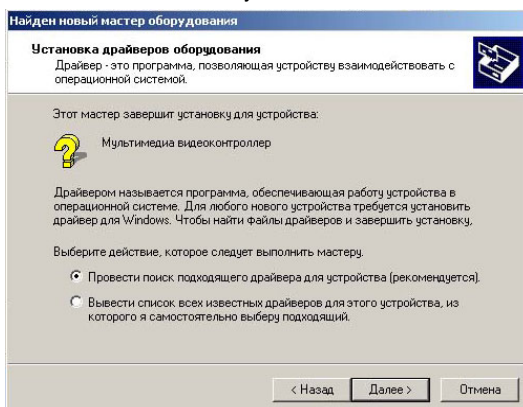 Найден новый мастер оборудования
Установка драйверов оборудования
Драйвер - это программа, позволяющая устройству взаимодействовать с
операционной системой.
Этот мастер завершит установку для устройства:
Мультимедиа видеоконтроллер
Драйвером называется программа, обеспечивающая работу устройства в
операционной системе. Для любого нового устройства требуется установить
драйвер для Windows. Чтобы найти файлы драйверов и завершить установку,
Выберите действие, которое следует выполнить мастеру.
Провести поиск подходящего драйвера для устройства (рекомендуется).
Вывести список всех известных драйверов для этого устройства, из
которого я самостоятельно выберу подходящий.
< Назад Далее > Отмена